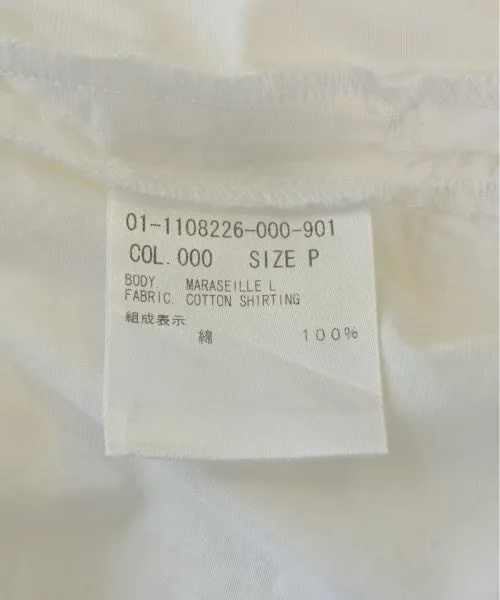 01-1108226-000-901
COL.000 SIZE P
BODY MARASEILLE L
FABRIC. COTTON SHIRTING
組成表示
綿 100%